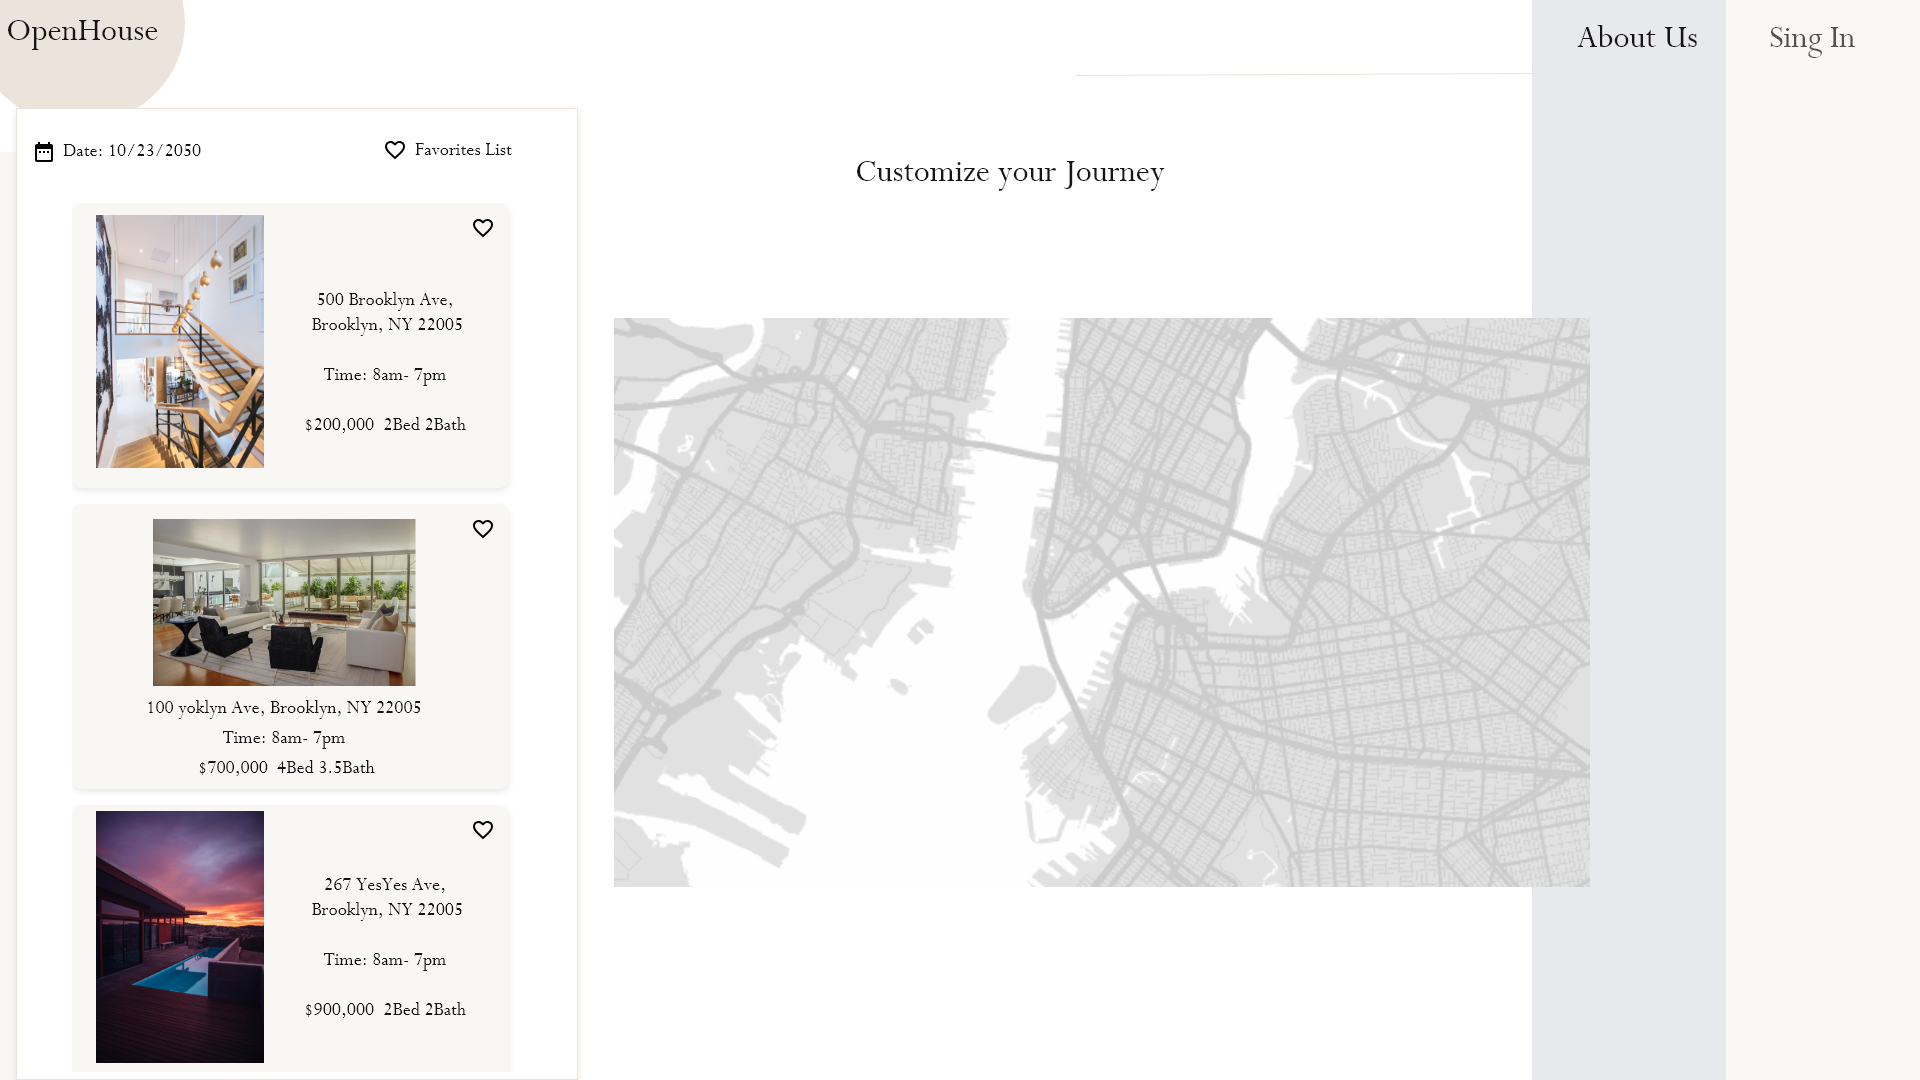 OpenHouse
About Us
Sing In
Date: 10/23/2050
Favorites List
Customize your Journey
500 Brooklyn Ave,
Brooklyn, NY 22005
Time: 8am- 7pm
$200,000  2Bed 2Bath
100 yoklyn Ave, Brooklyn, NY 22005
Time: 8am- 7pm
$700,000  4Bed 3.5Bath
267 YesYes Ave,
Brooklyn, NY 22005
Time: 8am- 7pm
$900,000  2Bed 2Bath